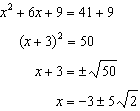 x² + 6x + 9 = 41 + 9
(x + 3)² = 50
x + 3 = ±√50
x = −3 ± 5√2